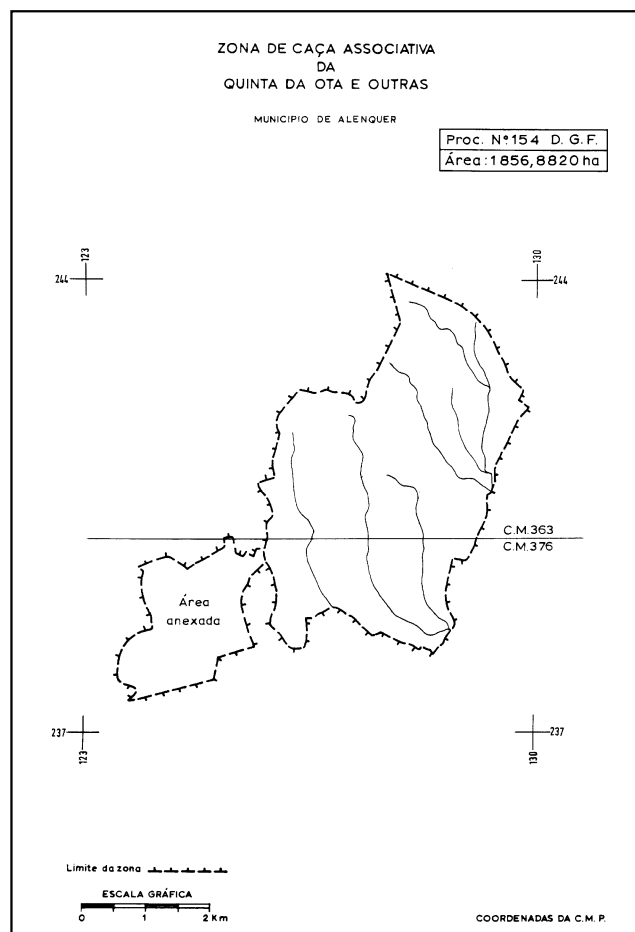 ZONA DE CAÇA ASSOCIATIVA
DA
QUINTA DA OTA E OUTRAS
MUNICIPIO DE ALENQUER
Proc. Nº154 D. G. F.
Área: 1856,8820 ha
123
130
244
244
C.M.363
C.M.376
Área
anexada
237
237
123
130
Limite da zona
ESCALA GRÁFICA
0 1 2 Km
COORDENADAS DA C. M. P.